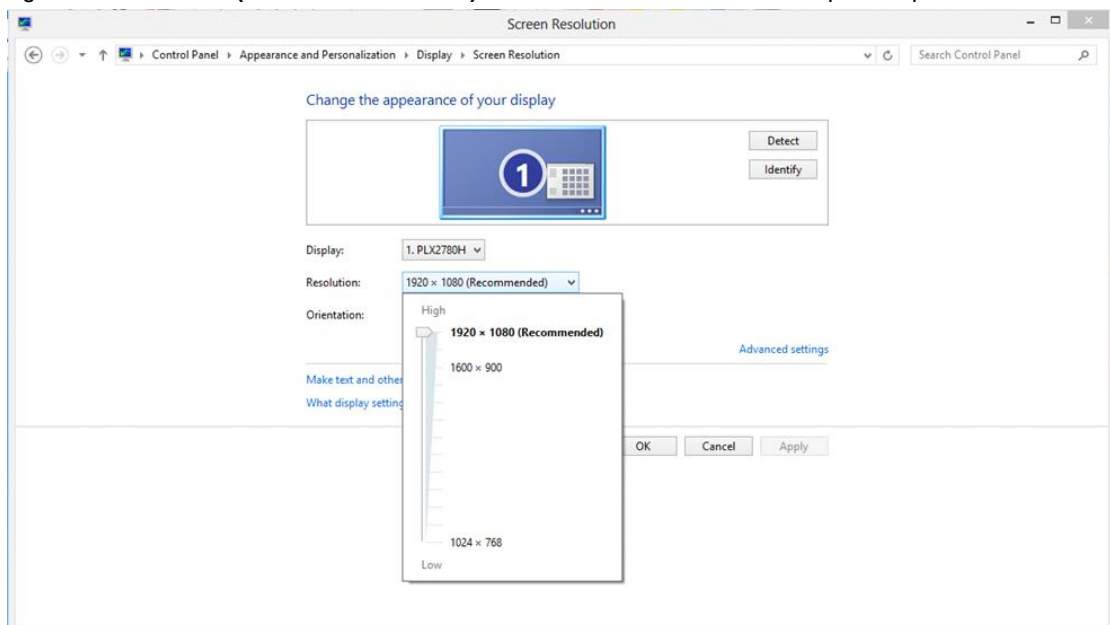 Screen Resolution
Control Panel Appearance and Personalization Display Screen Resolution Search Control Panel
Change the appearance of your display
1
Detect
Identify
Display: 1. PLX2780H
Resolution: 1920 × 1080 (Recommended)
Orientation:
High
1920 × 1080 (Recommended)
1600 × 900
1024 × 768
Low
Advanced settings
Make text and other
What display setting
OK Cancel Apply